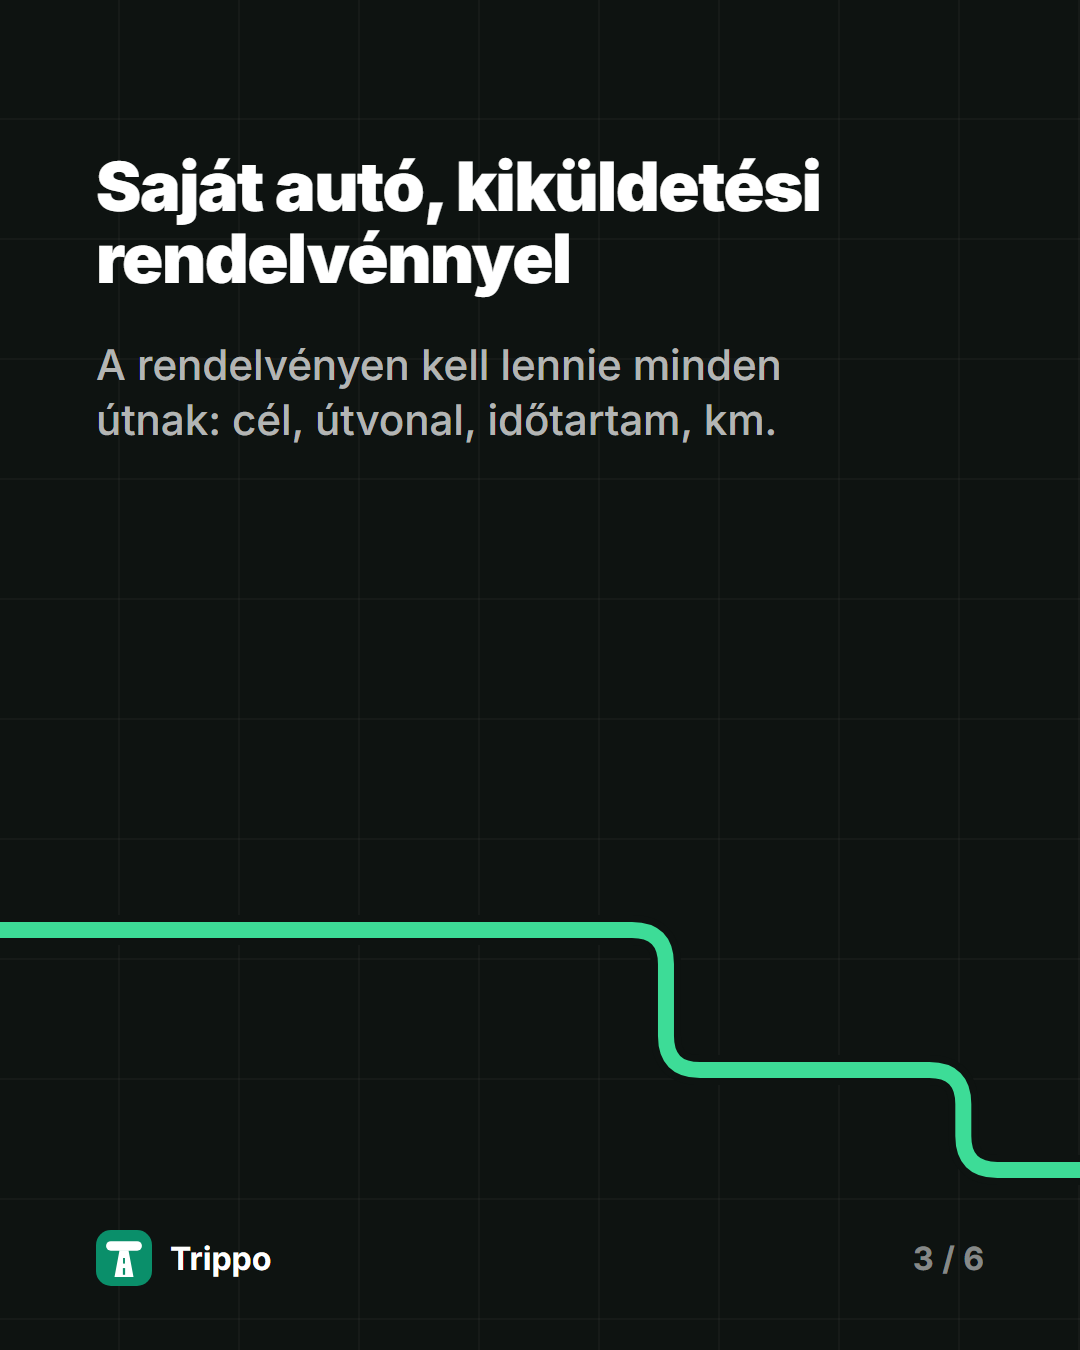 Saját autó, kiküldetési
rendelvénnyel
A rendelvényen kell lennie minden
útnak: cél, útvonal, időtartam, km.
Trippo
3 / 6